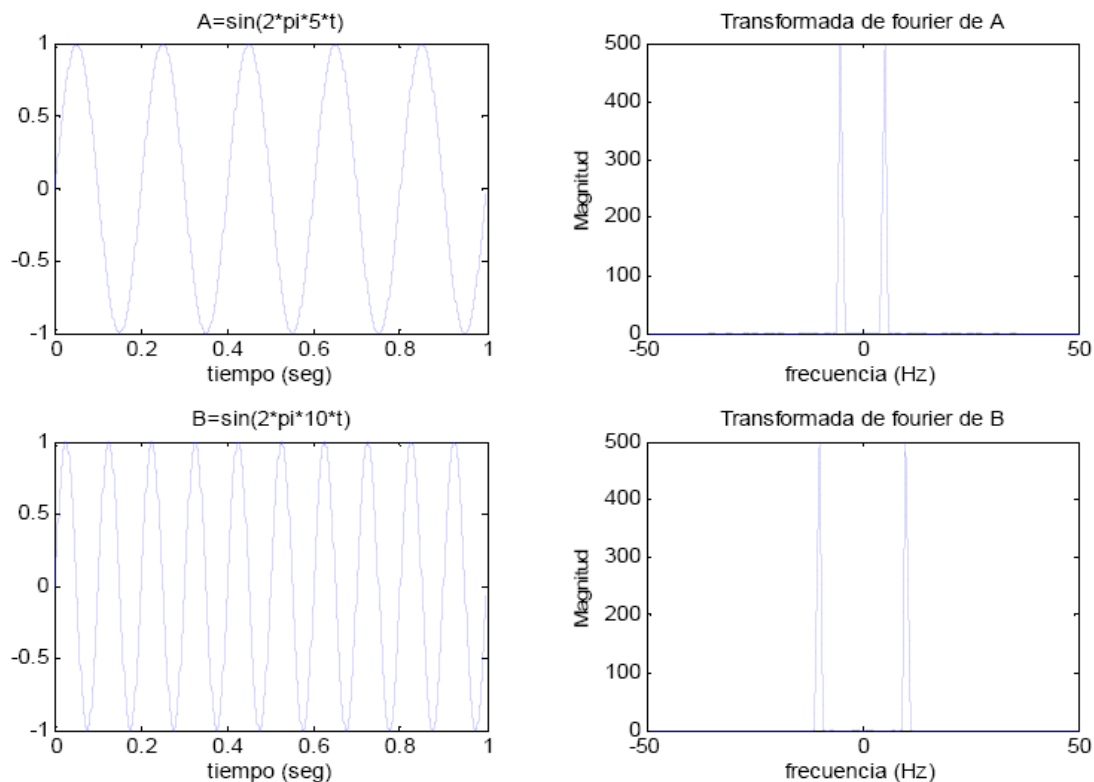 A=sin(2*pi*5*t)
1
0.5
0
-0.5
-1
0 0.2 0.4 0.6 0.8 1
tiempo (seg)
Transformada de fourier de A
500
400
300
200
100
0
Magnitud
-50 0 50
frecuencia (Hz)
B=sin(2*pi*10*t)
1
0.5
0
-0.5
-1
0 0.2 0.4 0.6 0.8 1
tiempo (seg)
Transformada de fourier de B
500
400
300
200
100
0
Magnitud
-50 0 50
frecuencia (Hz)